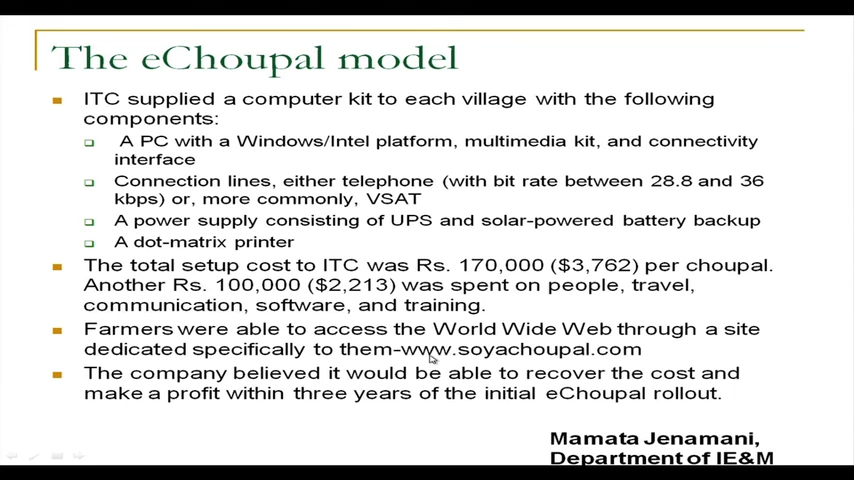 The eChoupal model
ITC supplied a computer kit to each village with the following
components:
A PC with a Windows/Intel platform, multimedia kit, and connectivity
interface
Connection lines, either telephone (with bit rate between 28.8 and 36
kbps) or, more commonly, VSAT
A power supply consisting of UPS and solar-powered battery backup
A dot-matrix printer
The total setup cost to ITC was Rs. 170,000 ($3,762) per choupal.
Another Rs. 100,000 ($2,213) was spent on people, travel,
communication, software, and training.
Farmers were able to access the World Wide Web through a site
dedicated specifically to them-www.soyachoupal.com
The company believed it would be able to recover the cost and
make a profit within three years of the initial eChoupal rollout.
Mamata Jenamani,
Department of IE&M